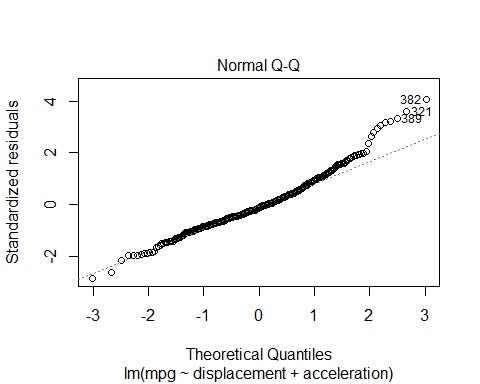 Normal Q-Q
Standardized residuals
4
2
0
-2
382
321
389
-3 -2 -1 0 1 2 3
Theoretical Quantiles
lm(mpg ~ displacement + acceleration)